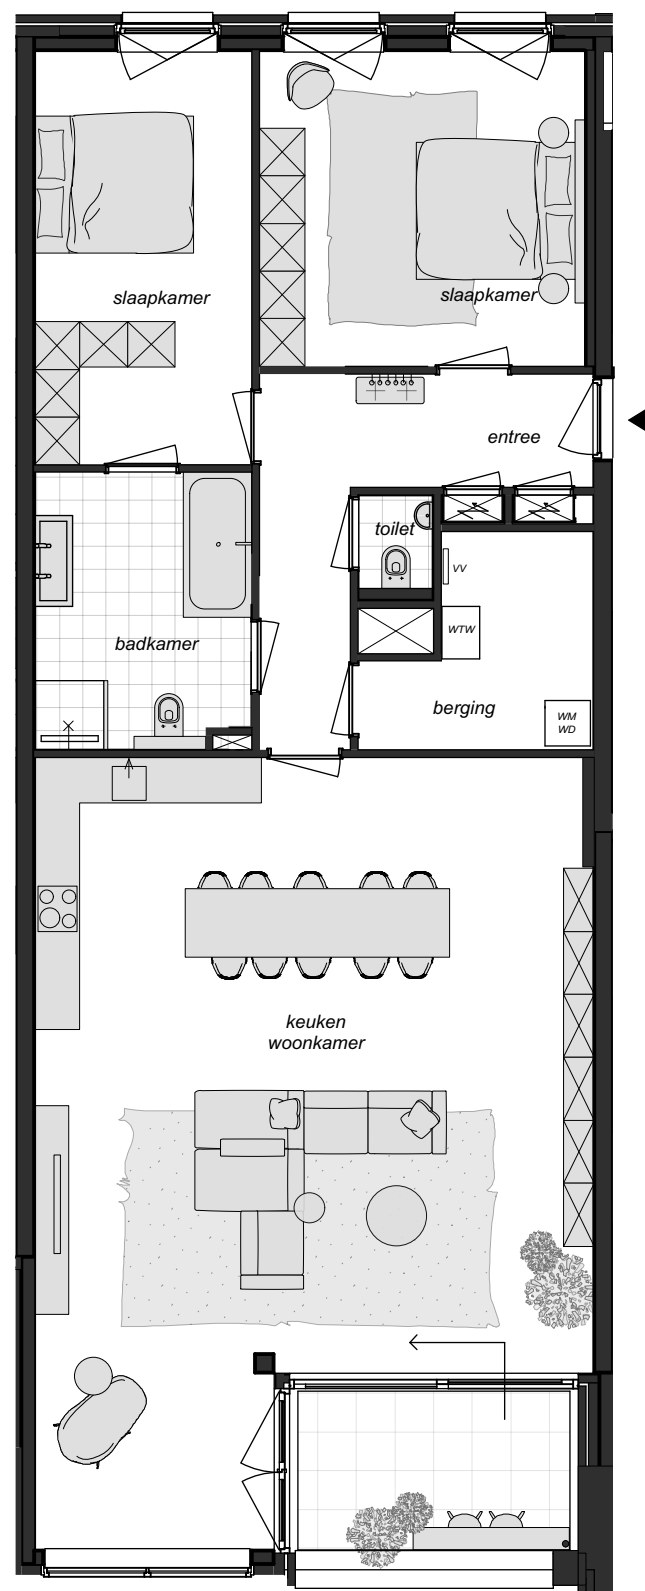 slaapkamer
slaapkamer
entree
toilet
VV
WTW
badkamer
berging
WM
WD
keuken
woonkamer